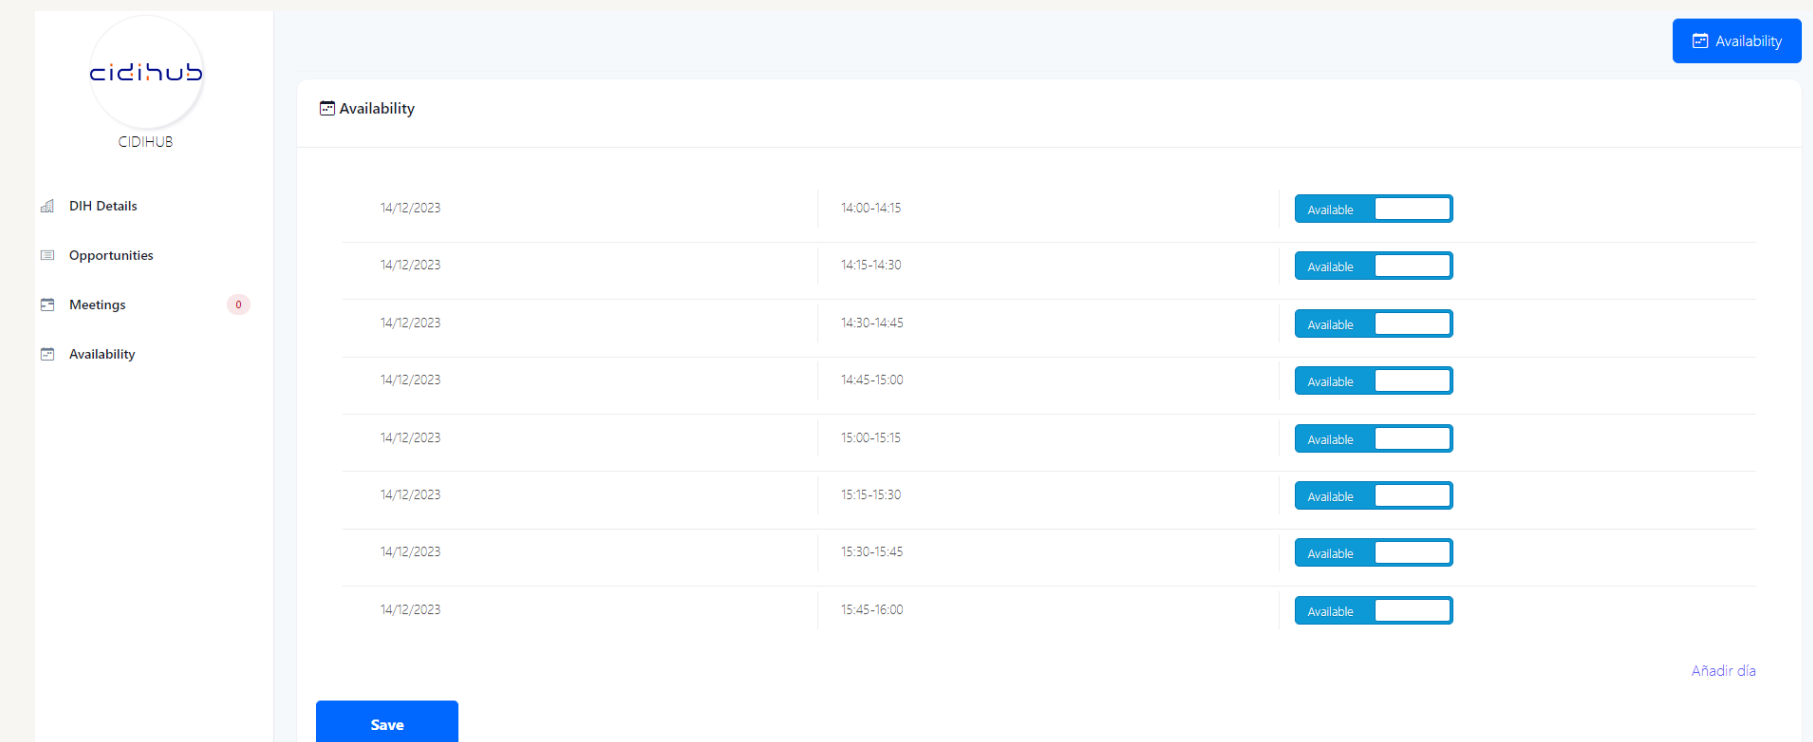 Availability
cidihub
CIDIHUB
DIH Details
Opportunities
Meetings 0
Availability
Availability
14/12/2023 14:00-14:15 Available
14/12/2023 14:15-14:30 Available
14/12/2023 14:30-14:45 Available
14/12/2023 14:45-15:00 Available
14/12/2023 15:00-15:15 Available
14/12/2023 15:15-15:30 Available
14/12/2023 15:30-15:45 Available
14/12/2023 15:45-16:00 Available
Añadir día
Save